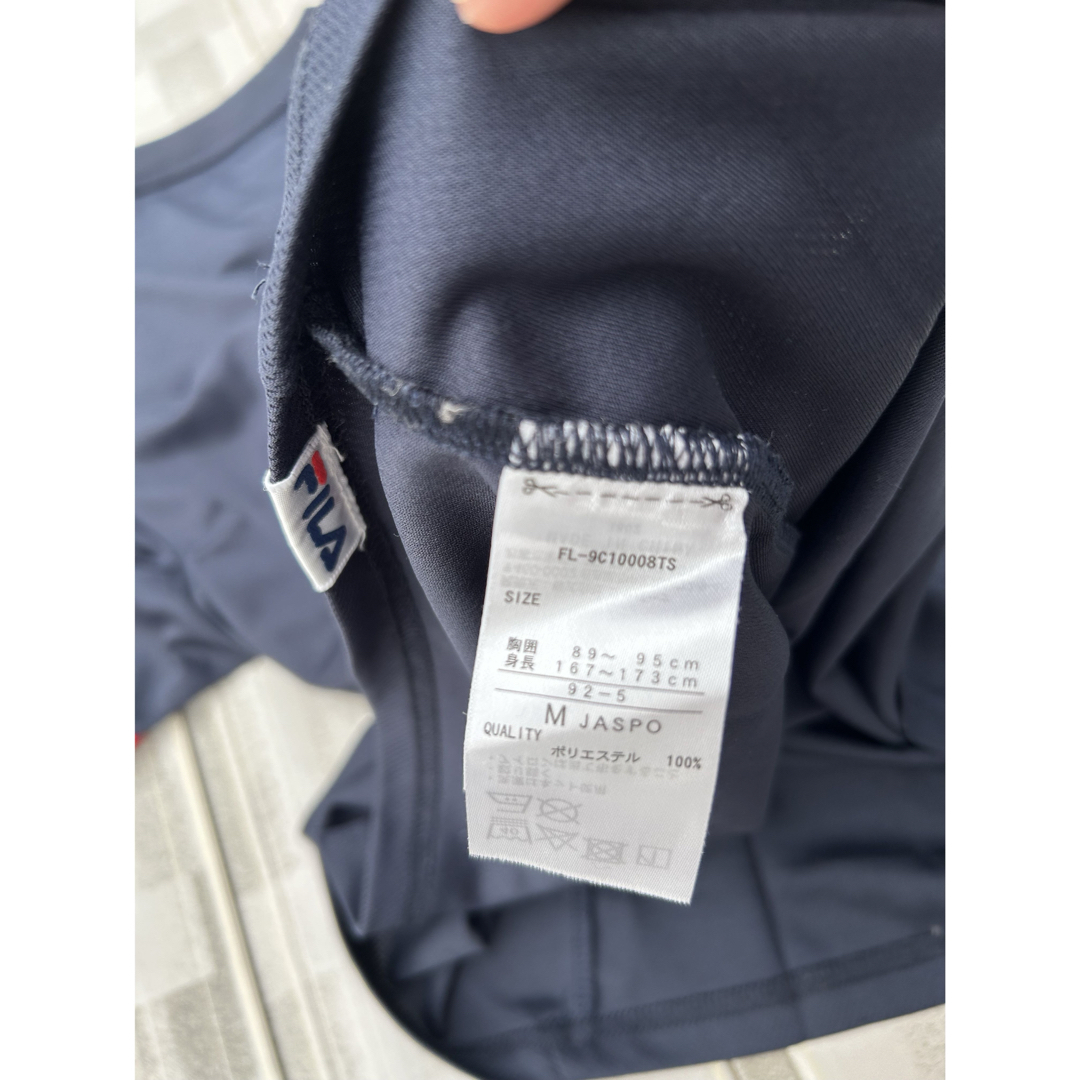 FILA
FL-9C10008TS
SIZE
胸囲 89～ 95cm
身長 167～173cm
92-5
M JASPO
QUALITY
ポリエステル 100%